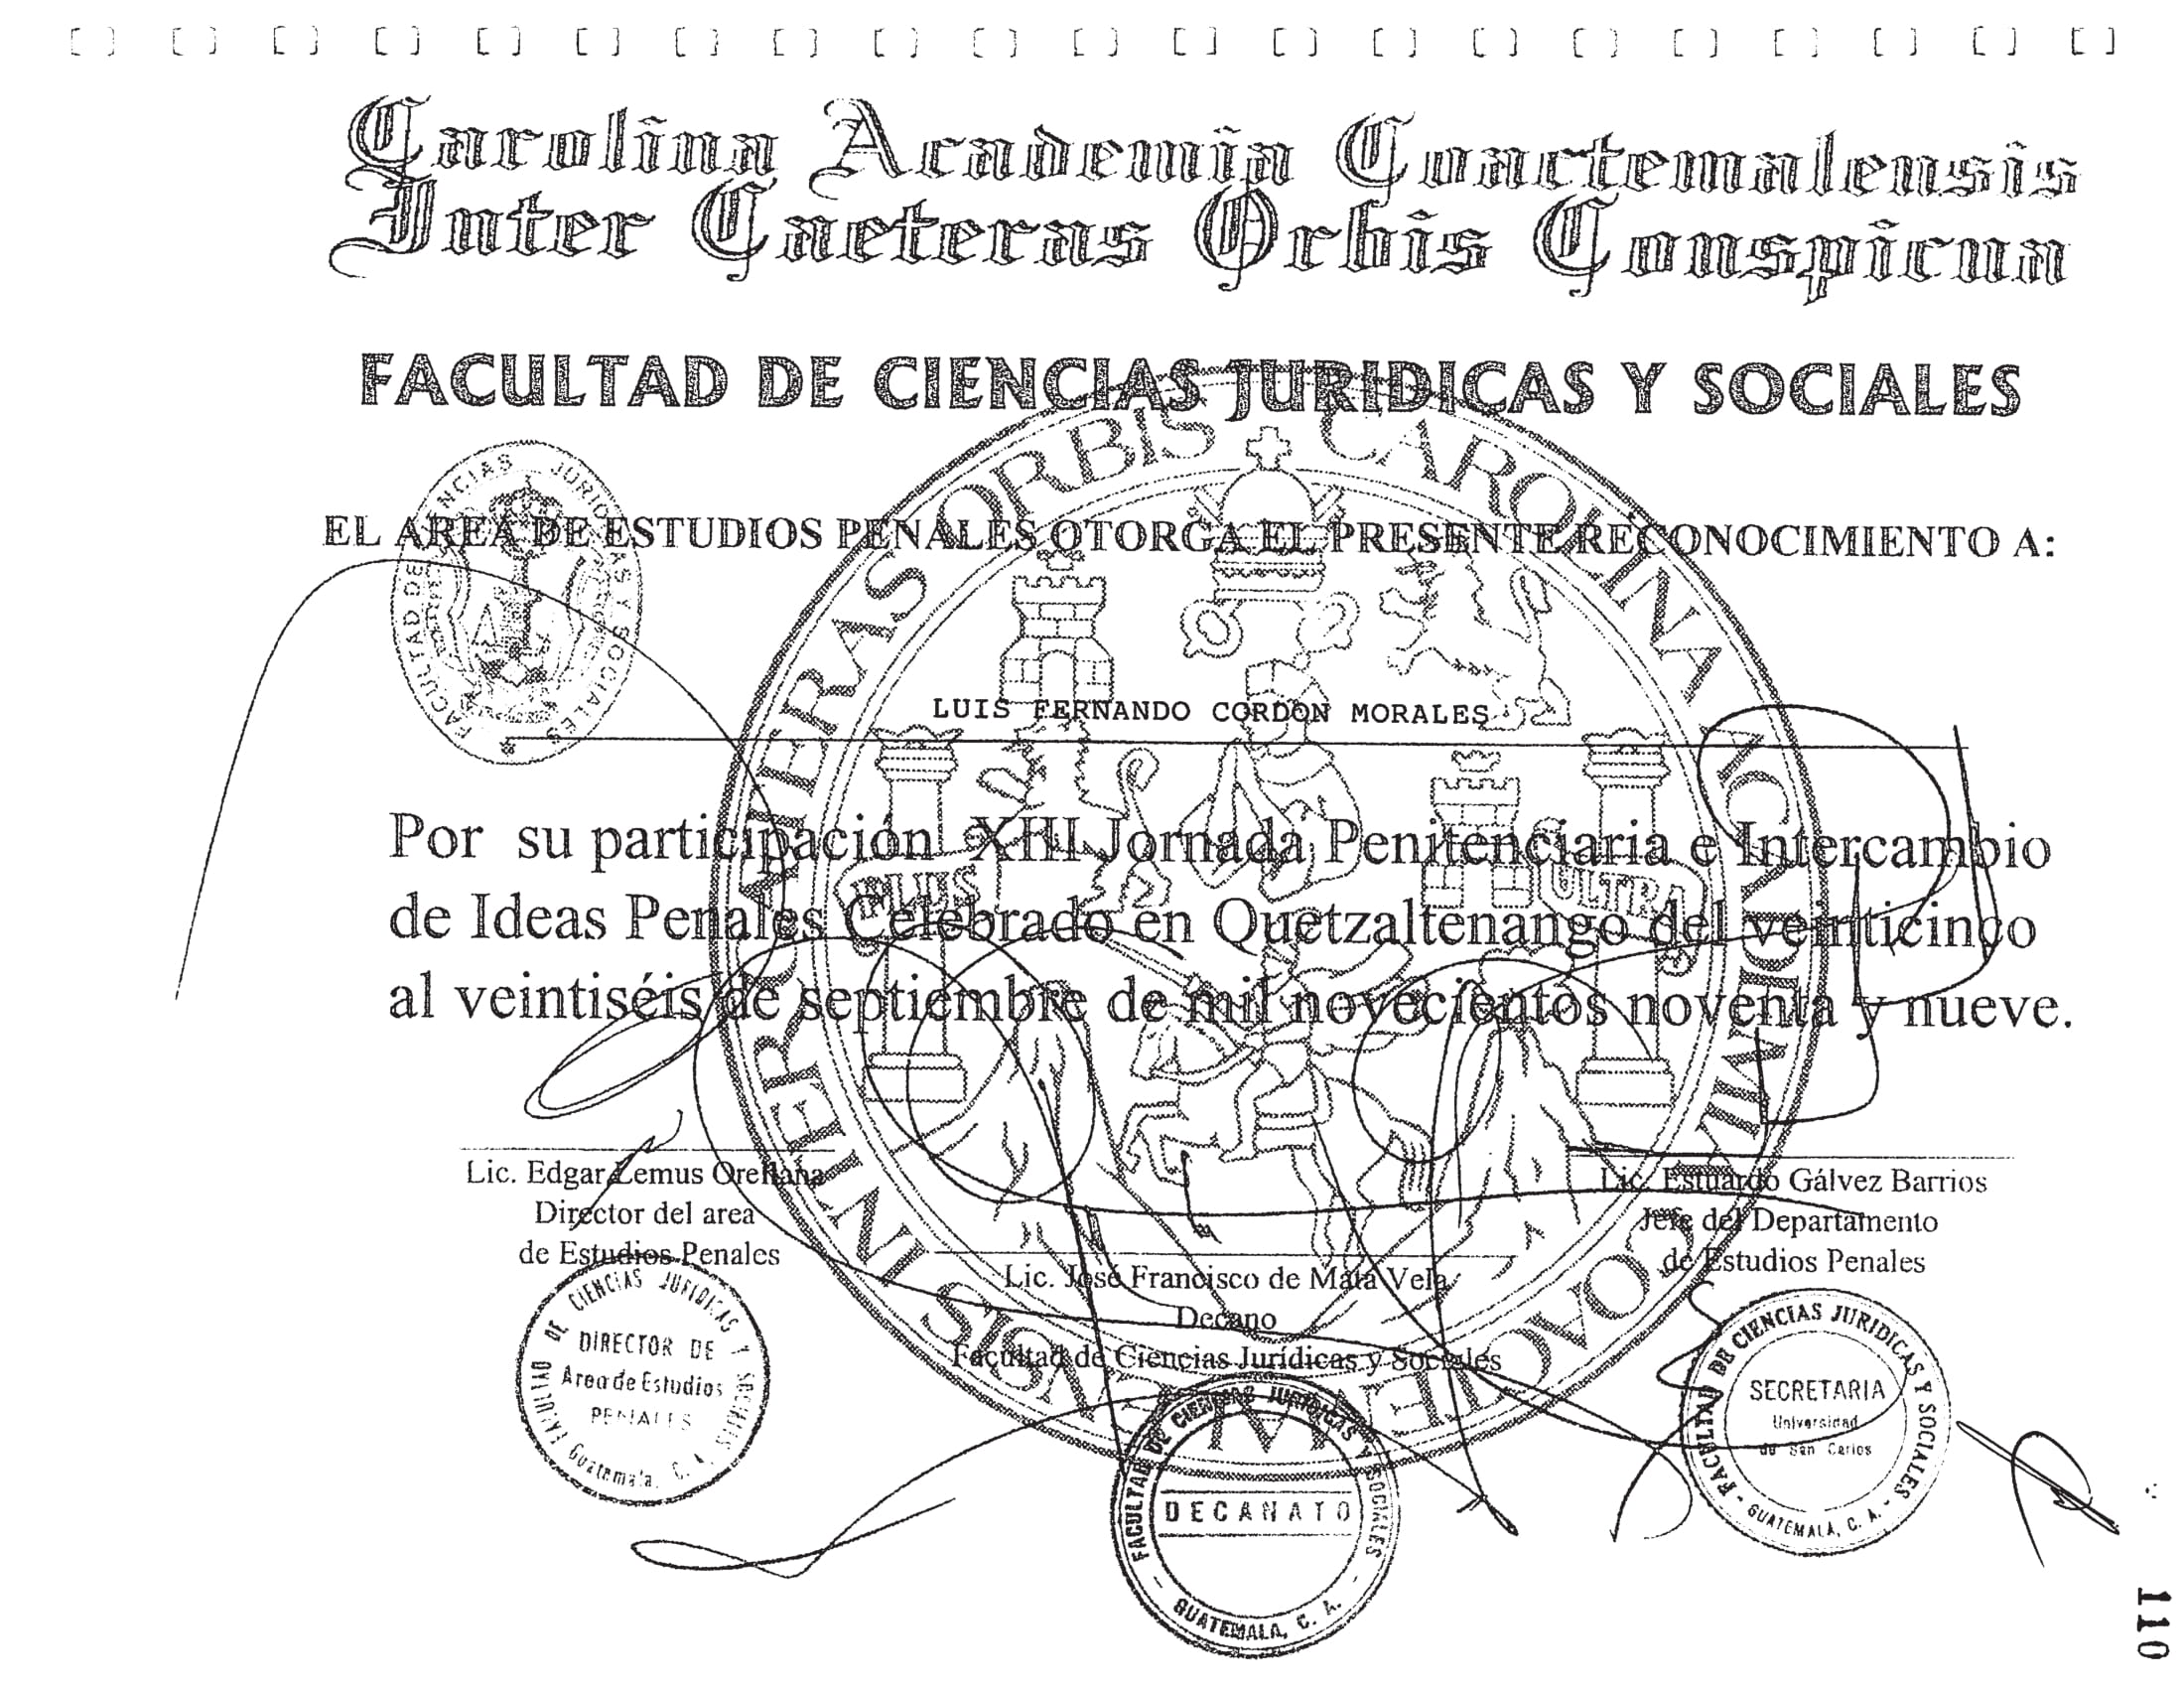 Carolina Academia Coactemalensis
Inter Caeteras Orbis Conspicua
FACULTAD DE CIENCIAS JURIDICAS Y SOCIALES
EL AREA DE ESTUDIOS PENALES OTORGA EL PRESENTE RECONOCIMIENTO A:
LUIS FERNANDO CORDON MORALES
Por su participación XIII Jornada Penitenciaria e Intercambio
de Ideas Penales Celebrado en Quetzaltenango del veinticinco
al veintiséis de septiembre de mil novecientos noventa y nueve.
PLUS
ULTRA
Lic. Edgar Lemus Orellana
Director del area
de Estudios Penales
Lic. Estuardo Gálvez Barrios
Jefe del Departamento
de Estudios Penales
Lic. José Francisco de Mata Vela
Decano
Facultad de Ciencias Jurídicas y Sociales
FACULTAD DE CIENCIAS JURIDICAS Y SOCIALES
DIRECTOR DE
Area de Estudios
PENALES
Guatemala, C. A.
FACULTAD DE CIENCIAS JURIDICAS Y SOCIALES
DECANATO
GUATEMALA, C. A.
FACULTAD DE CIENCIAS JURIDICAS Y SOCIALES
SECRETARIA
Universidad
de San Carlos
GUATEMALA, C. A.
FACULTAD DE CIENCIAS JURIDICAS Y SOCIALES
CAROLINA ACADEMIA COACTEMALENSIS INTER CAETERAS ORBIS
110